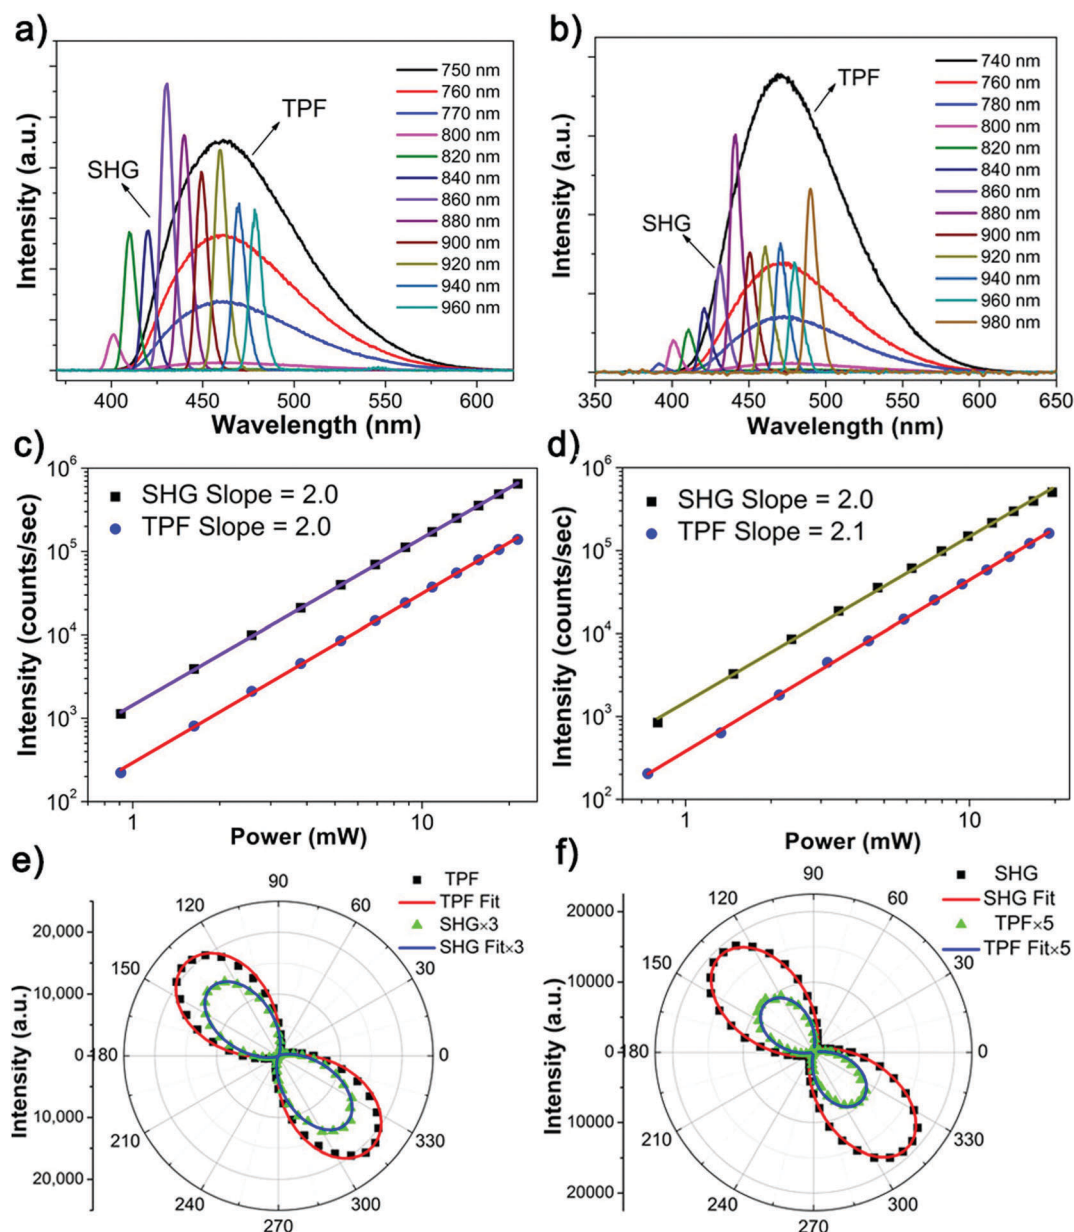 a)
750 nm
760 nm
770 nm
800 nm
820 nm
840 nm
860 nm
880 nm
900 nm
920 nm
940 nm
960 nm
TPF
SHG
Intensity (a.u.)
400 450 500 550 600
Wavelength (nm)
b)
740 nm
760 nm
780 nm
800 nm
820 nm
840 nm
860 nm
880 nm
900 nm
920 nm
940 nm
960 nm
980 nm
TPF
SHG
Intensity (a.u.)
350 400 450 500 550 600 650
Wavelength (nm)
c)
SHG Slope = 2.0
TPF Slope = 2.0
Intensity (counts/sec)
10⁶
10⁵
10⁴
10³
10²
1 10
Power (mW)
d)
SHG Slope = 2.0
TPF Slope = 2.1
Intensity (counts/sec)
10⁶
10⁵
10⁴
10³
10²
1 10
Power (mW)
e)
TPF
TPF Fit
SHG×3
SHG Fit×3
Intensity (a.u.)
20,000
10,000
0
10,000
20,000
90
120 60
150 30
180 0
210 330
240 300
270
f)
SHG
SHG Fit
TPF×5
TPF Fit×5
Intensity (a.u.)
20000
10000
0
10000
20000
90
120 60
150 30
180 0
210 330
240 300
270